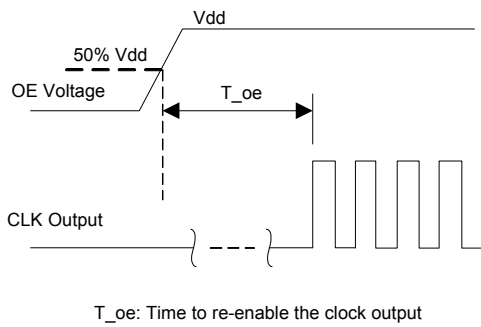 Vdd
50% Vdd
OE Voltage
T_oe
CLK Output
T_oe: Time to re-enable the clock output